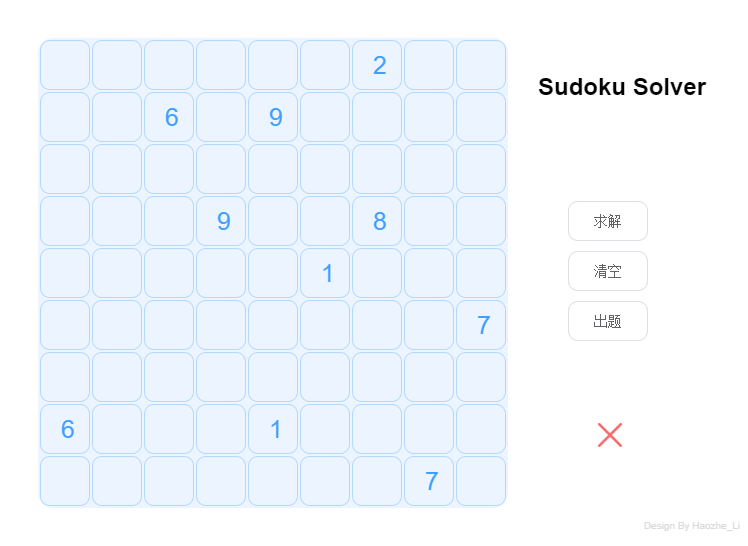 2
Sudoku Solver
6 9
9 8
求解
1
清空
7
出题
6 1
7
Design By Haozhe_Li